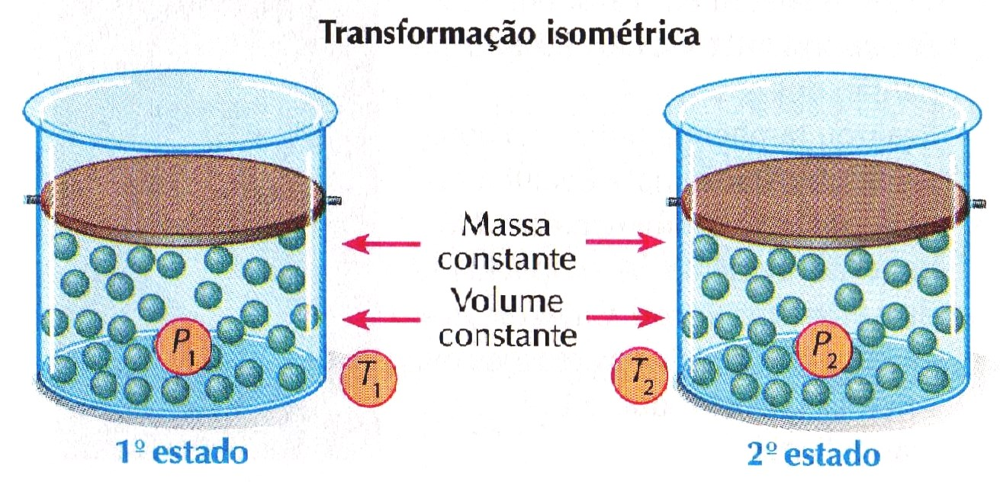 Transformação isométrica
Massa
constante
Volume
constante
P1
T1
T2
P2
1º estado
2º estado